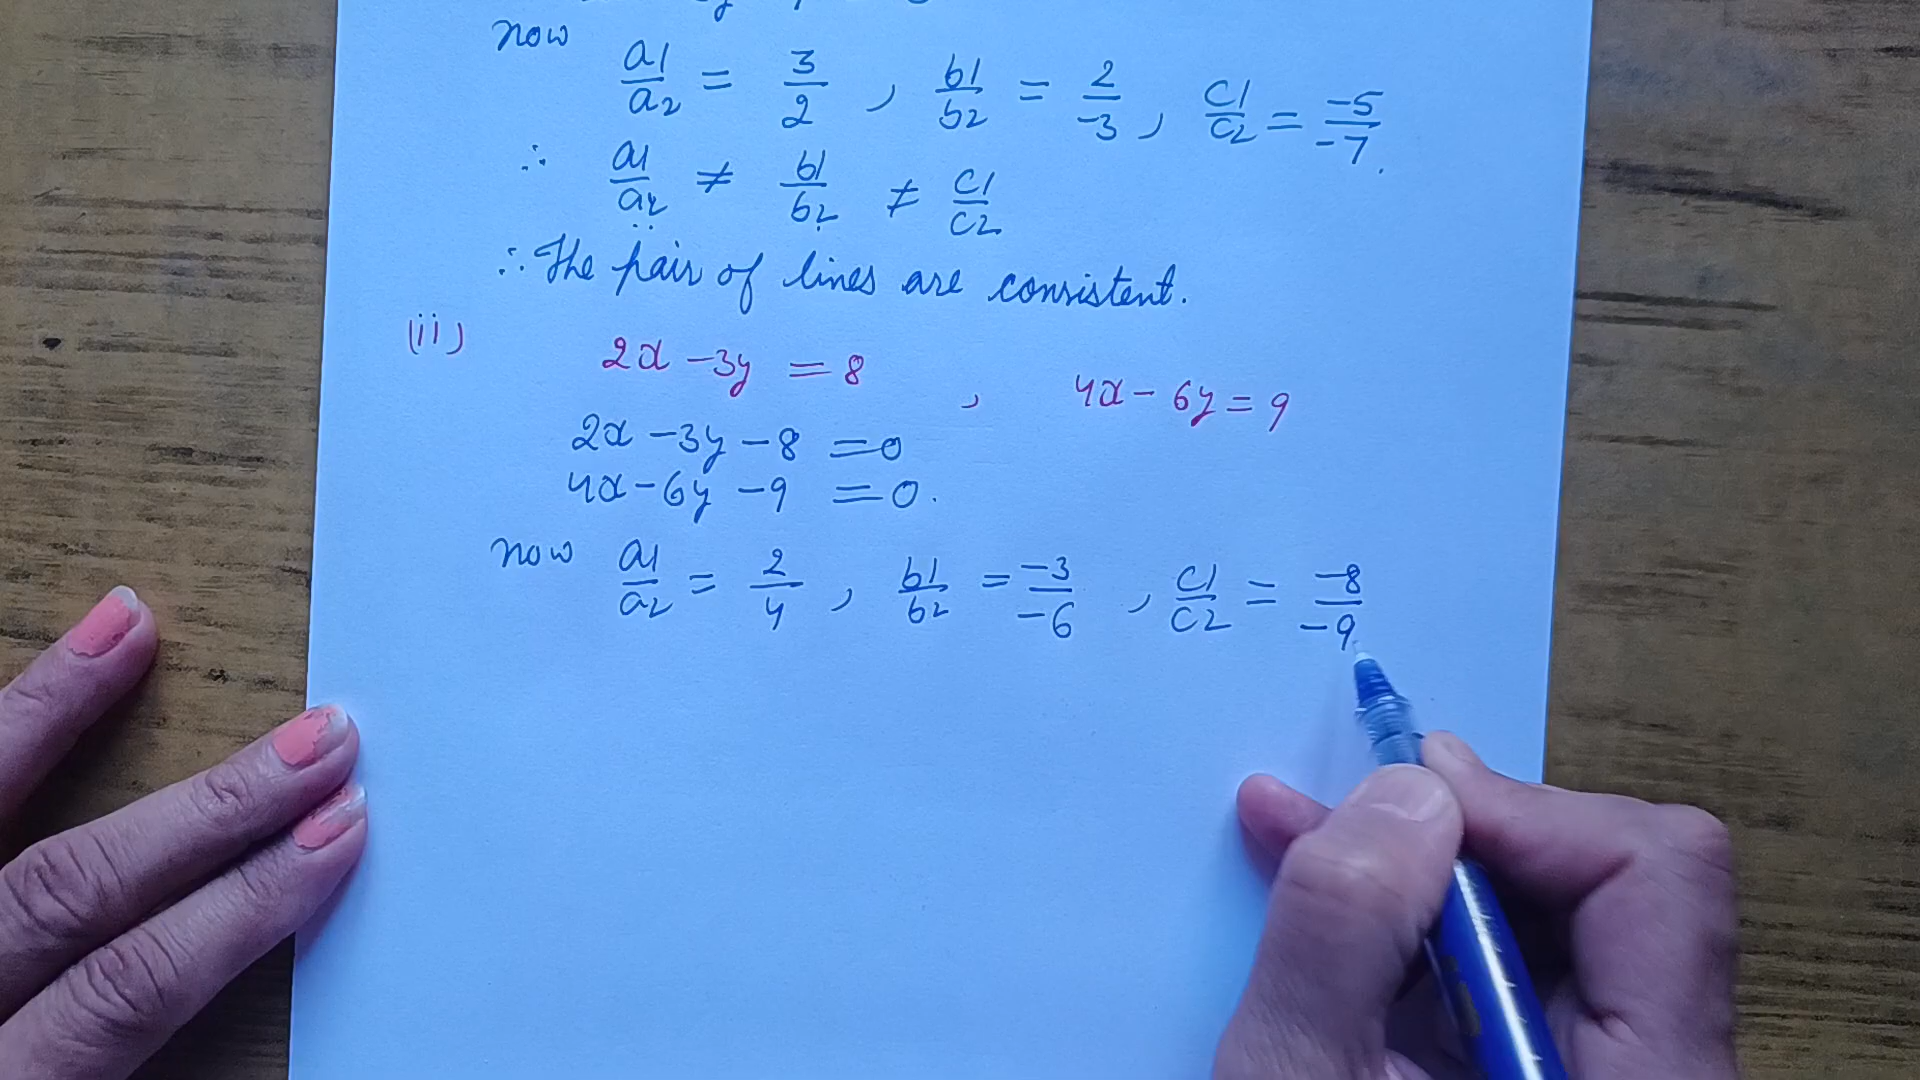 now a1/a2 = 3/2 , b1/b2 = 2/-3 , c1/c2 = -5/-7 .
∴ a1/a2 ≠ b1/b2 ≠ c1/c2
∴ The pair of lines are consistent.
(ii) 2x - 3y = 8 , 4x - 6y = 9
2x - 3y - 8 = 0
4x - 6y - 9 = 0.
now a1/a2 = 2/4 , b1/b2 = -3/-6 , c1/c2 = -8/-9